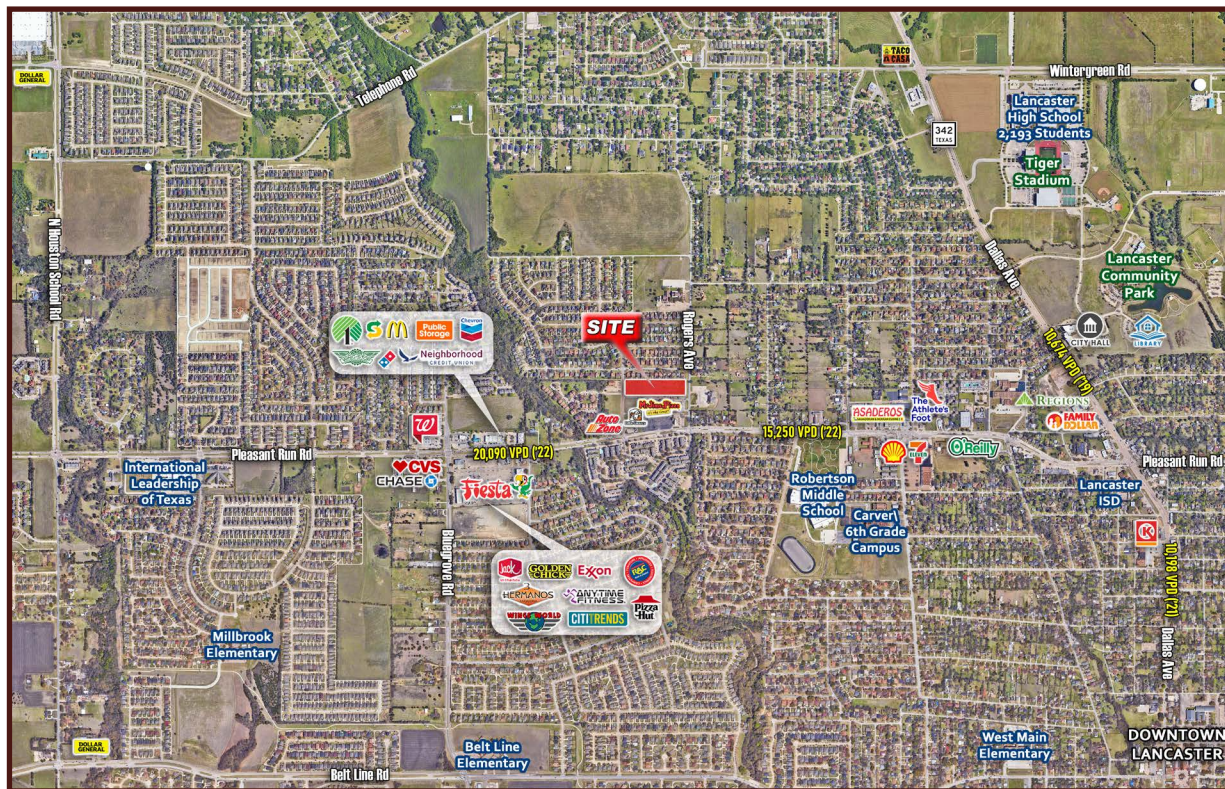 DOLLAR
GENERAL
Telephone Rd
TACO
CASA
Wintergreen Rd
Lancaster
High School
2,193 Students
342
TEXAS
Tiger
Stadium
N Houston School Rd
Dallas Ave
Lancaster
Community
Park
Rogers Ave
SITE
S
M
Public
Storage
Chevron
Neighborhood
CREDIT UNION
CITY HALL
LIBRARY
10,674 VPD ('19)
W
Auto
Zone
ASADEROS
The
Athlete's
Foot
REGIONS
FAMILY
DOLLAR
15,250 VPD ('22)
20,090 VPD ('22)
Pleasant Run Rd
O'Reilly
7
ELEVEN
Pleasant Run Rd
CVS
CHASE
International
Leadership
of Texas
Fiesta
Robertson
Middle
School
Carver
6th Grade
Campus
Lancaster
ISD
K
Bluegrove Rd
Jack
GOLDEN
CHICK
Exxon
HERMANOS
ANYTIME
FITNESS
WINGS WORLD
CITITRENDS
Pizza
Hut
10,198 VPD ('21)
Millbrook
Elementary
Dallas Ave
DOLLAR
GENERAL
Belt Line
Elementary
West Main
Elementary
DOWNTOWN
LANCASTER
Belt Line Rd